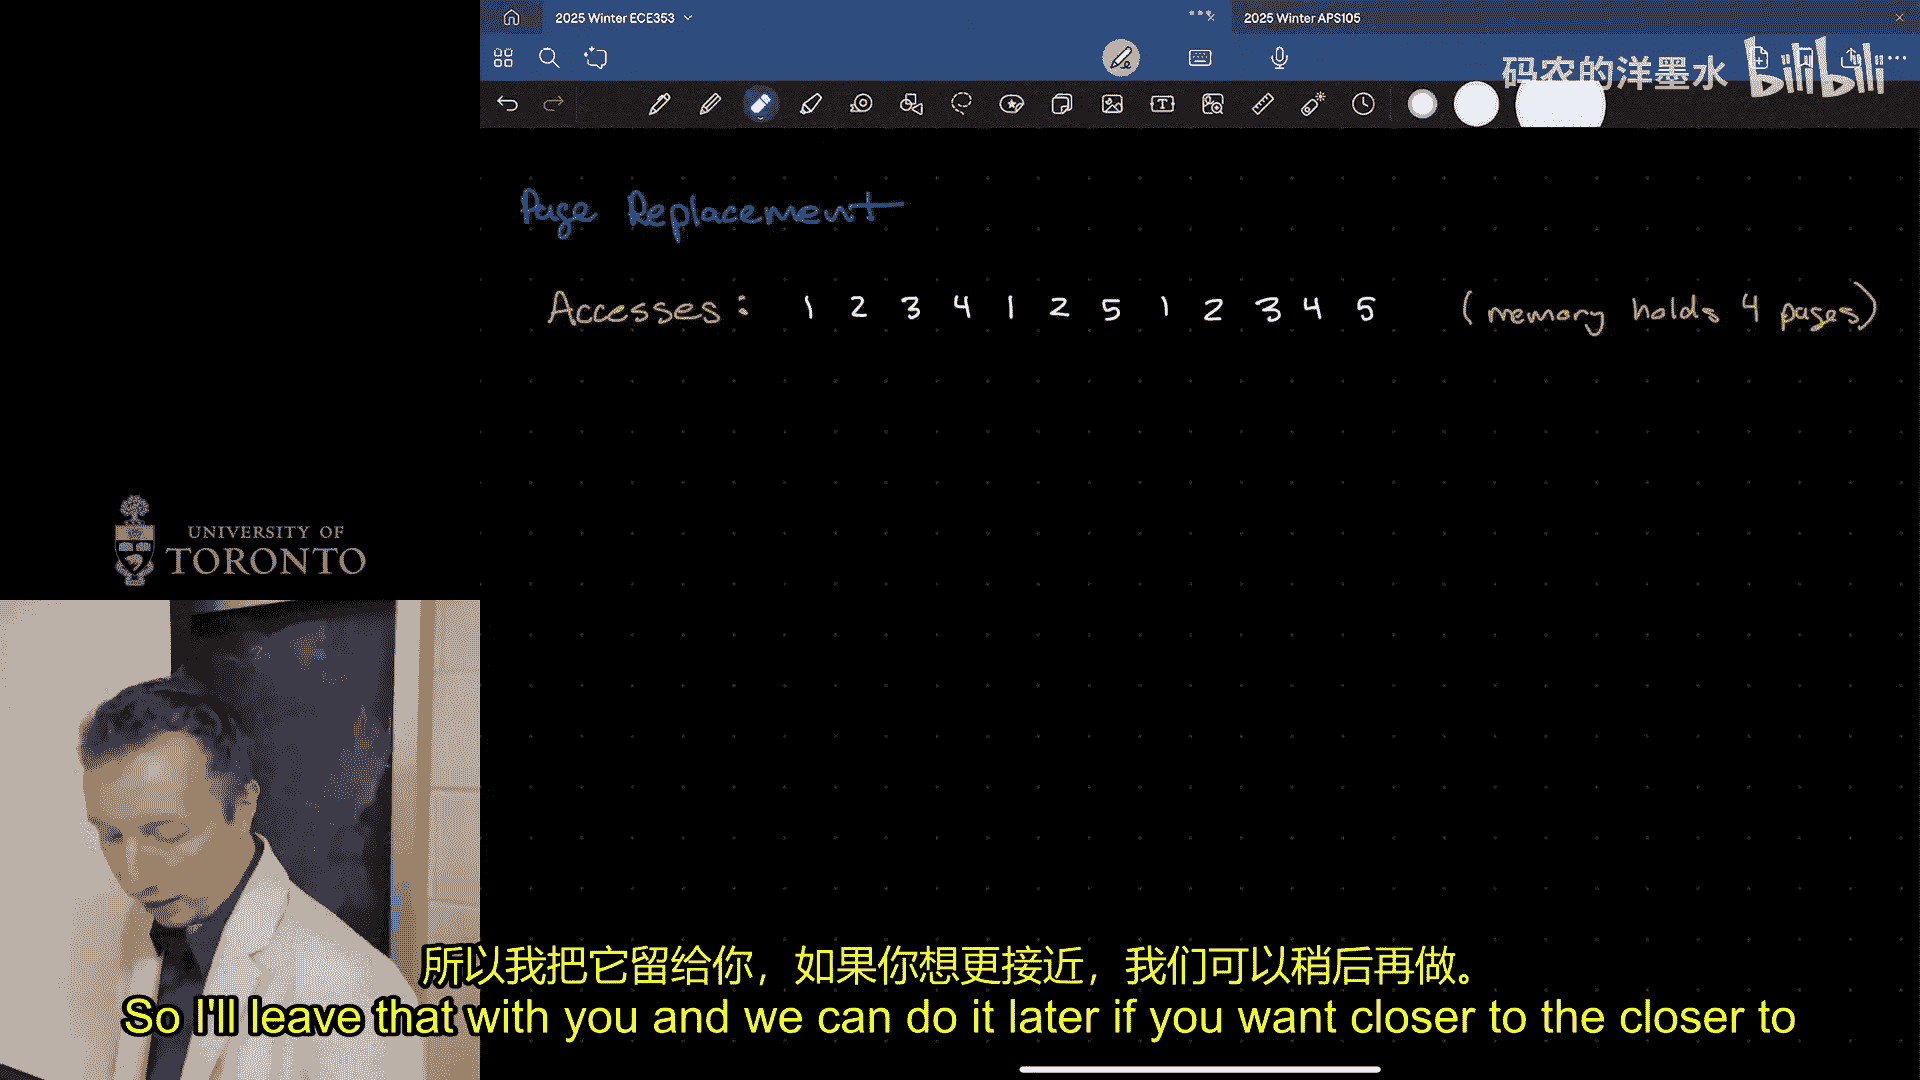 2025 Winter ECE353
2025 Winter APS105
码农的洋墨水 bilibili
Page Replacement
Accesses: 1 2 3 4 1 2 5 1 2 3 4 5 (memory holds 4 pages)
UNIVERSITY OF
TORONTO
所以我把它留给你，如果你想更接近，我们可以稍后再做。
So I'll leave that with you and we can do it later if you want closer to the closer to